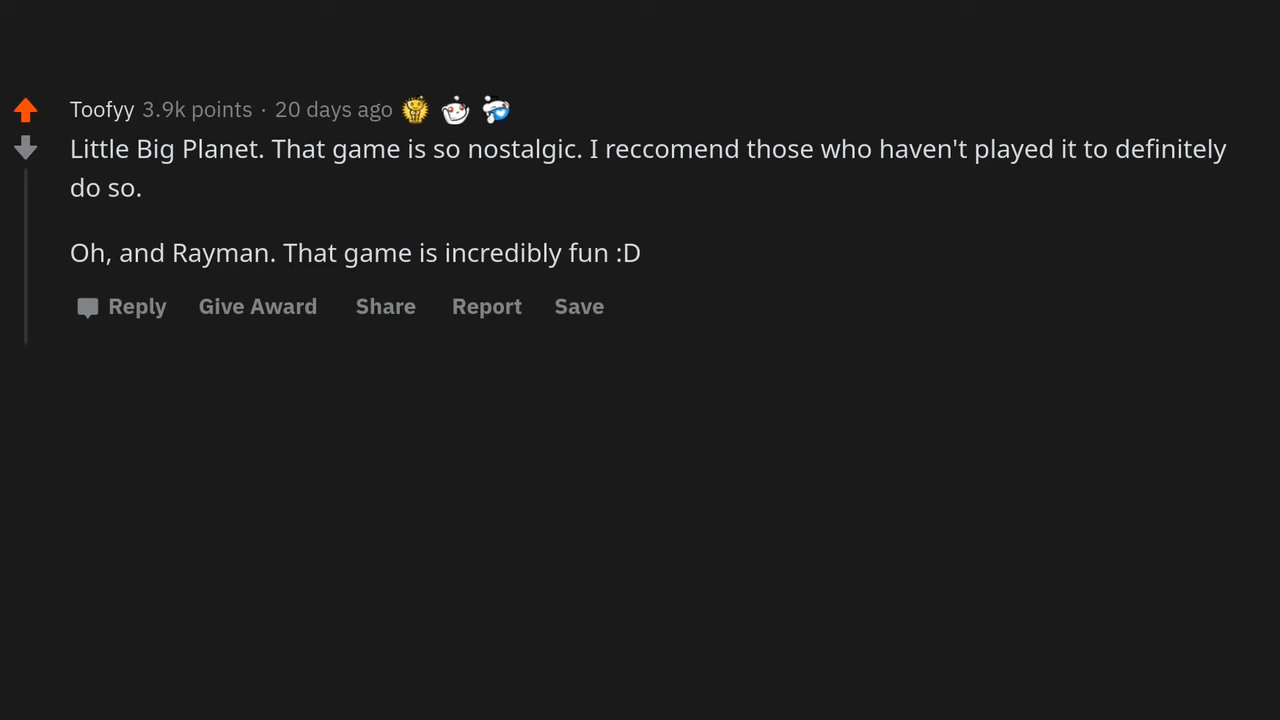 Toofyy 3.9k points · 20 days ago
Little Big Planet. That game is so nostalgic. I reccomend those who haven't played it to definitely
do so.
Oh, and Rayman. That game is incredibly fun :D
Reply Give Award Share Report Save